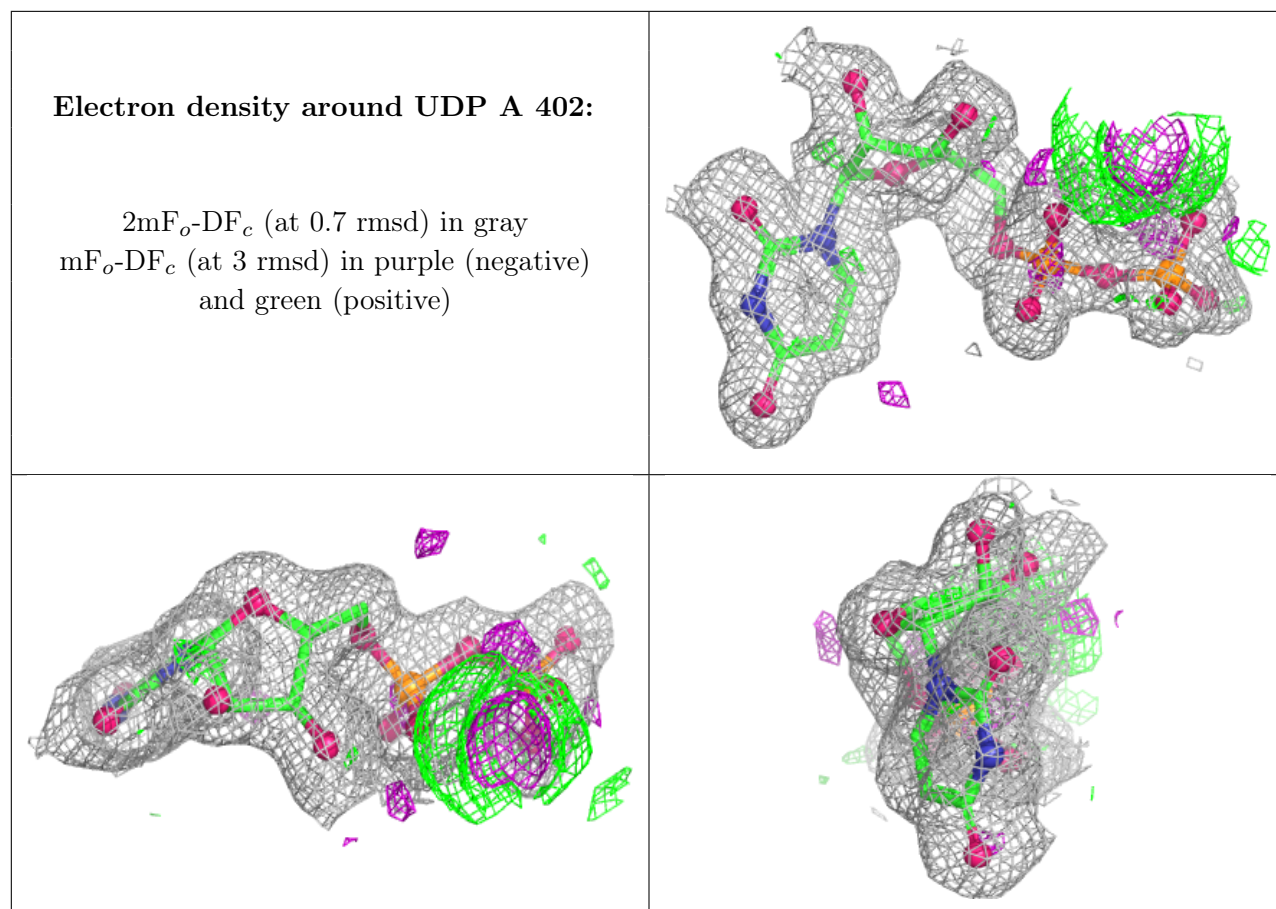 Electron density around UDP A 402:
2mFo-DFc (at 0.7 rmsd) in gray
mFo-DFc (at 3 rmsd) in purple (negative)
and green (positive)